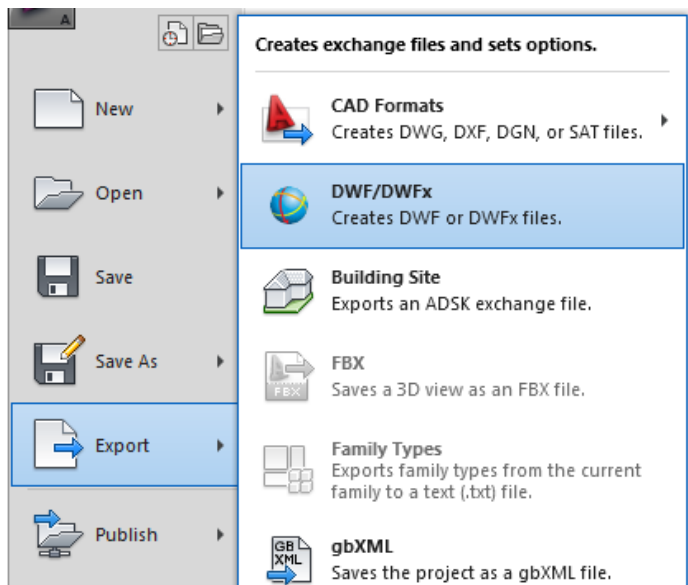 A
New
Open
Save
Save As
Export
Publish
Creates exchange files and sets options.
CAD Formats
Creates DWG, DXF, DGN, or SAT files.
DWF/DWFx
Creates DWF or DWFx files.
Building Site
Exports an ADSK exchange file.
FBX
FBX
Saves a 3D view as an FBX file.
Family Types
Exports family types from the current
family to a text (.txt) file.
GB
XML
gbXML
Saves the project as a gbXML file.